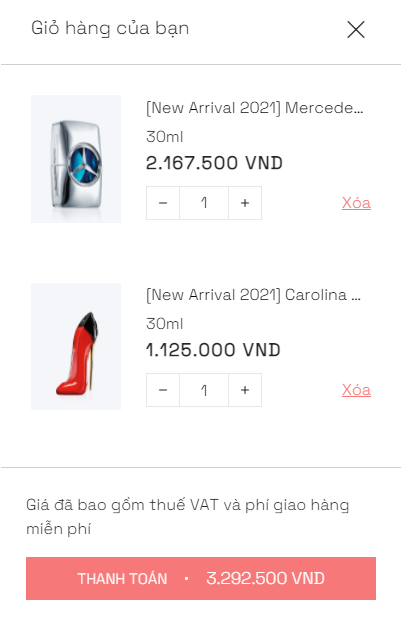 Giỏ hàng của bạn
[New Arrival 2021] Mercede...
30ml
2.167.500 VND
− 1 +
Xóa
[New Arrival 2021] Carolina ...
30ml
1.125.000 VND
− 1 +
Xóa
Giá đã bao gồm thuế VAT và phí giao hàng
miễn phí
THANH TOÁN · 3.292.500 VND